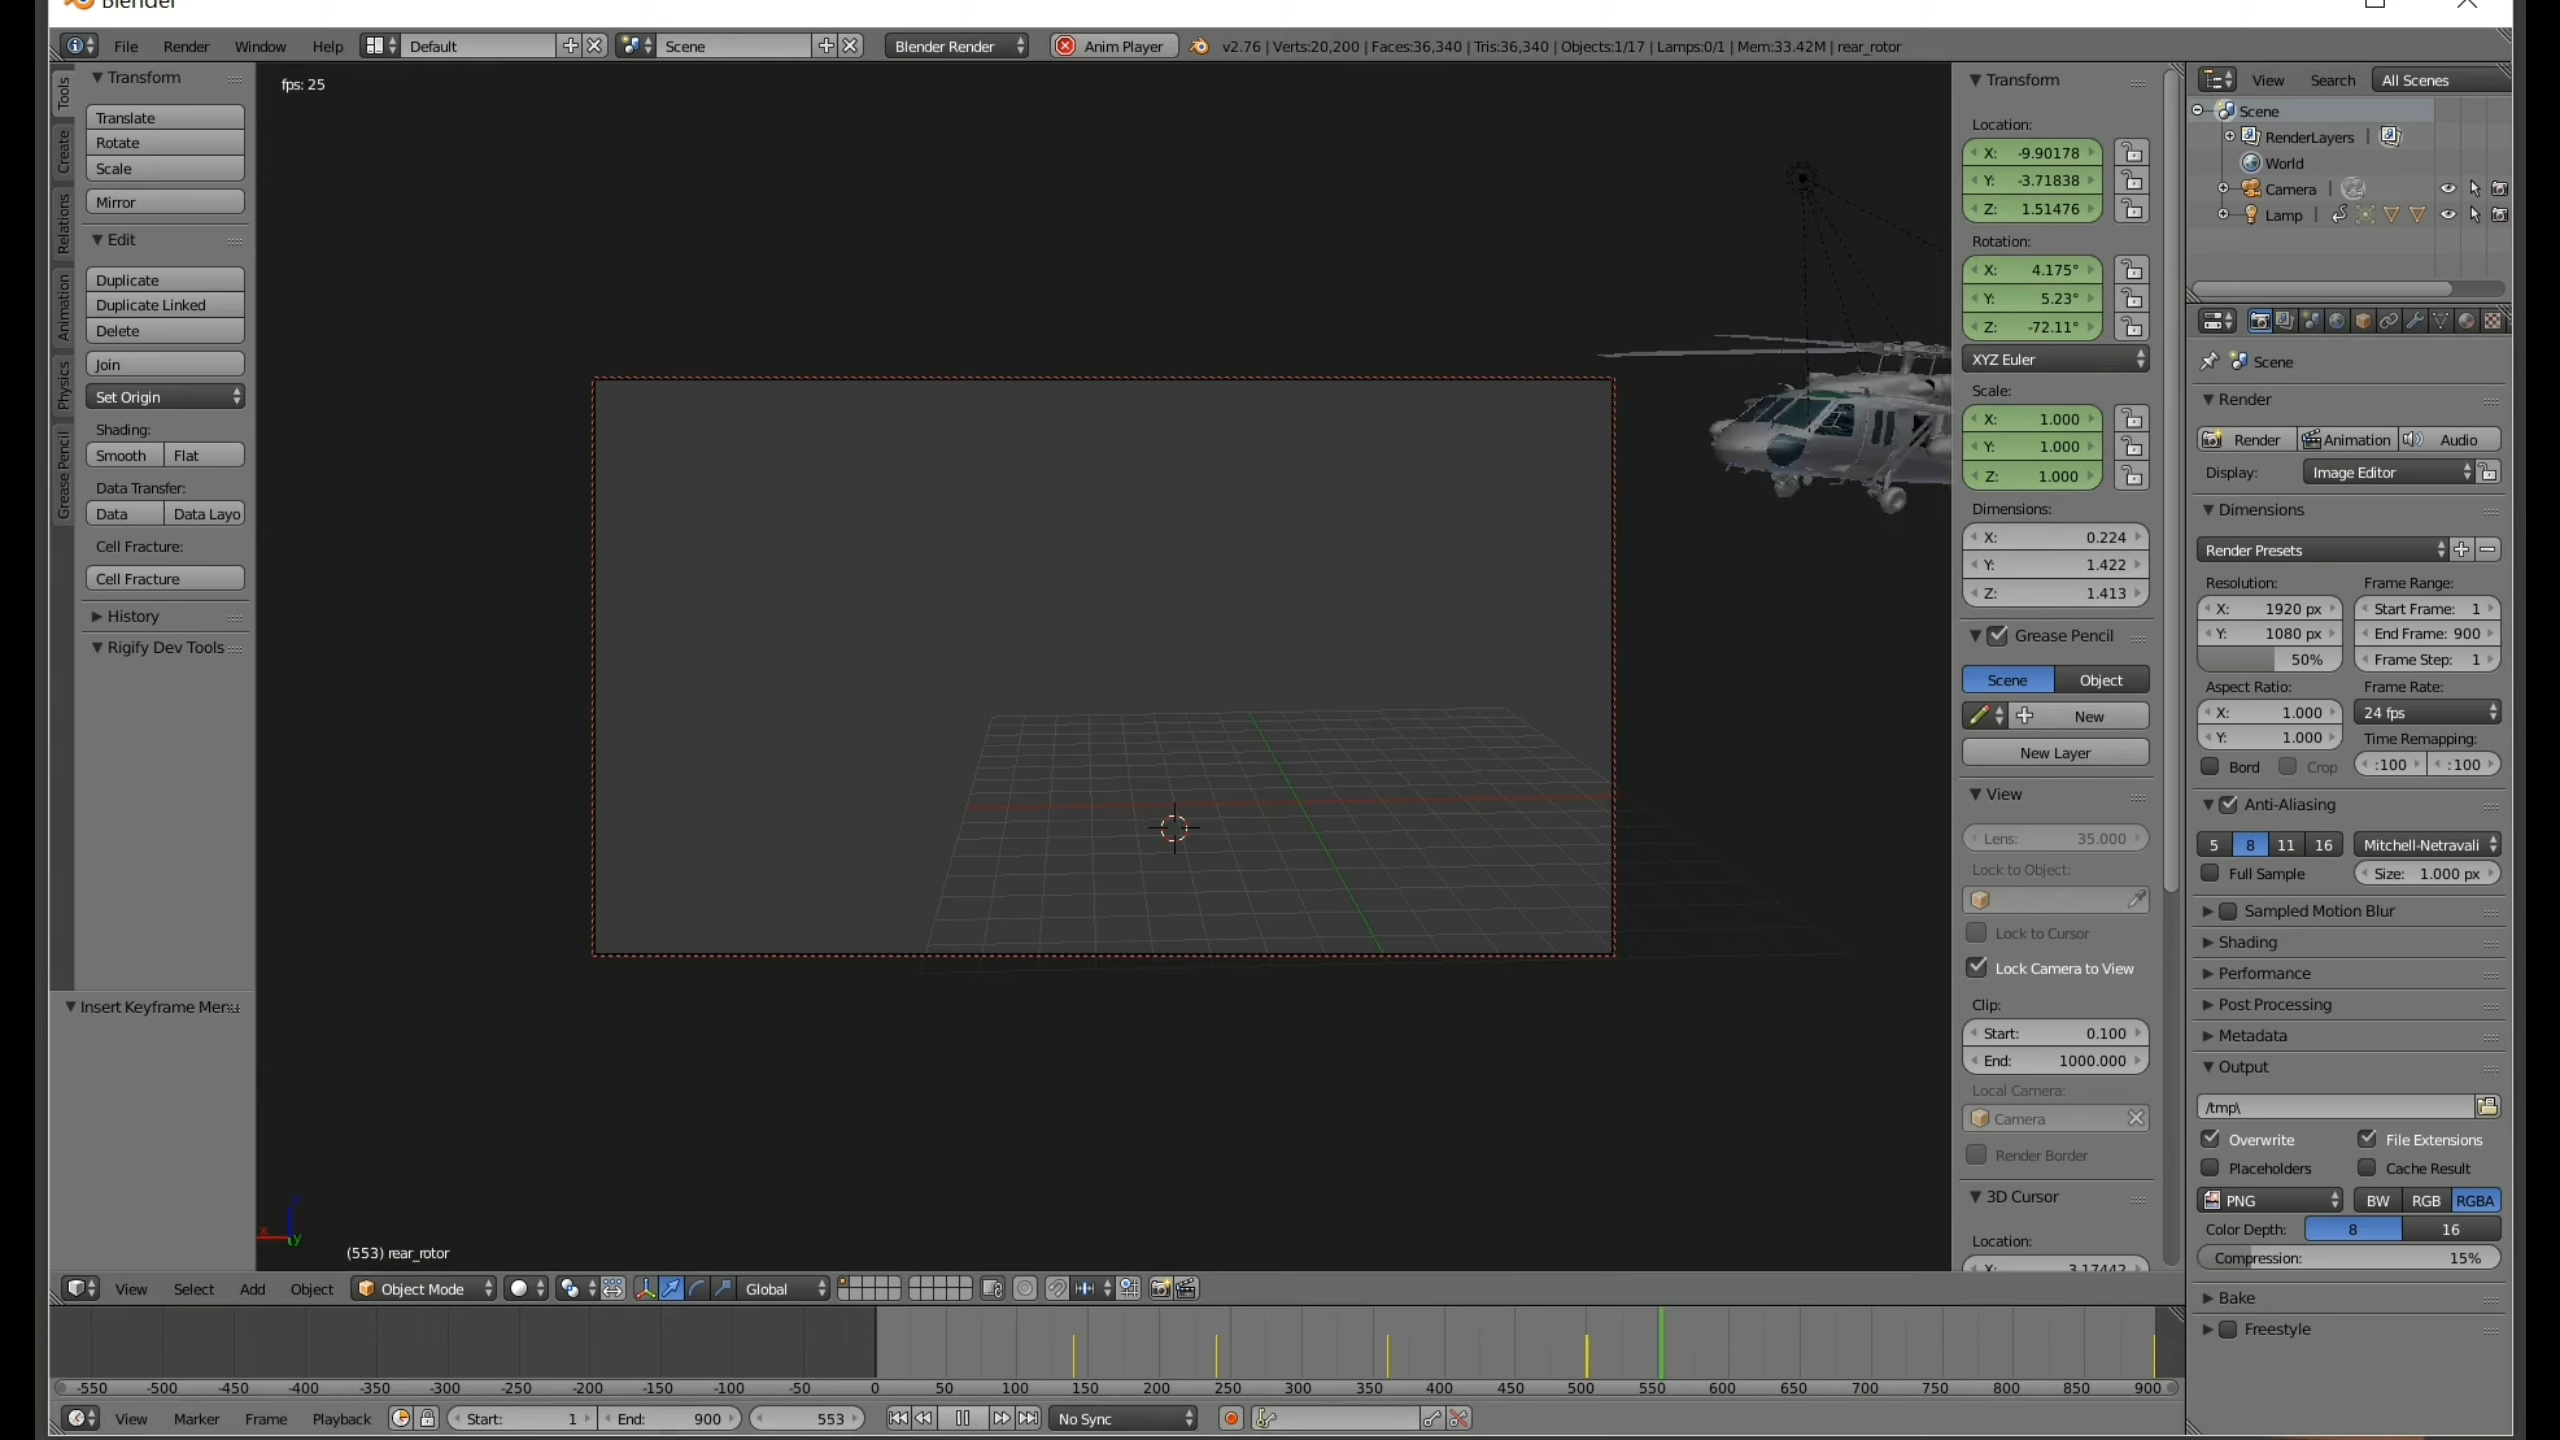 Blender
File Render Window Help Default Scene Blender Render Anim Player v2.76 | Verts:20,200 | Faces:36,340 | Tris:36,340 | Objects:1/17 | Lamps:0/1 | Mem:33.42M | rear_rotor
Tools
Create
Relations
Animation
Physics
Grease Pencil
Transform
Translate
Rotate
Scale
Mirror
Edit
Duplicate
Duplicate Linked
Delete
Join
Set Origin
Shading:
Smooth Flat
Data Transfer:
Data Data Layo
Cell Fracture:
Cell Fracture
History
Rigify Dev Tools
Insert Keyframe Menu
fps: 25
x
y
(553) rear_rotor
Transform
Location:
X: -9.90178
Y: -3.71838
Z: 1.51476
Rotation:
X: 4.175°
Y: 5.23°
Z: -72.11°
XYZ Euler
Scale:
X: 1.000
Y: 1.000
Z: 1.000
Dimensions:
X: 0.224
Y: 1.422
Z: 1.413
Grease Pencil
Scene Object
New
New Layer
View
Lens: 35.000
Lock to Object:
Lock to Cursor
Lock Camera to View
Clip:
Start: 0.100
End: 1000.000
Local Camera:
Camera
Render Border
3D Cursor
Location:
X: 3.17442
View Search All Scenes
Scene
RenderLayers |
World
Camera |
Lamp |
Scene
Render
Render Animation Audio
Display: Image Editor
Dimensions
Render Presets
Resolution: Frame Range:
X: 1920 px Start Frame: 1
Y: 1080 px End Frame: 900
50% Frame Step: 1
Aspect Ratio: Frame Rate:
X: 1.000 24 fps
Y: 1.000 Time Remapping:
Bord Crop :100 :100
Anti-Aliasing
5 8 11 16 Mitchell-Netravali
Full Sample Size: 1.000 px
Sampled Motion Blur
Shading
Performance
Post Processing
Metadata
Output
/tmp\
Overwrite File Extensions
Placeholders Cache Result
PNG BW RGB RGBA
Color Depth: 8 16
Compression: 15%
Bake
Freestyle
View Select Add Object Object Mode Global
-550 -500 -450 -400 -350 -300 -250 -200 -150 -100 -50 0 50 100 150 200 250 300 350 400 450 500 550 600 650 700 750 800 850 900
View Marker Frame Playback Start: 1 End: 900 553 No Sync